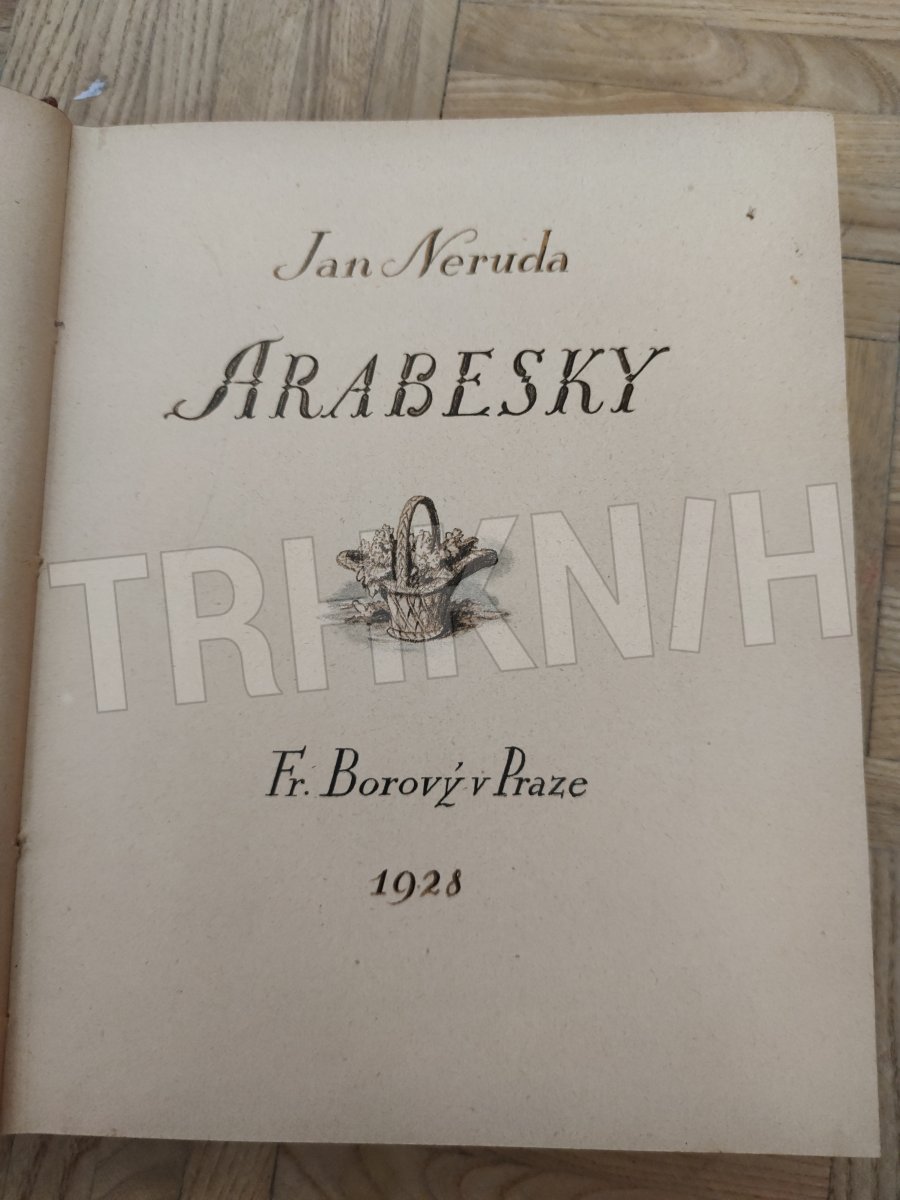 Jan Neruda
ARABESKY
TRHKNIH
Fr. Borový v Praze
1928